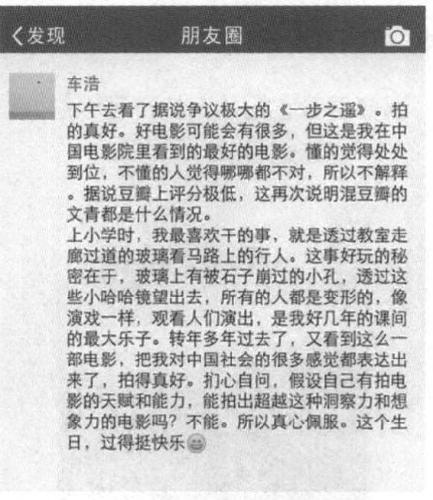 发现
朋友圈
车浩
下午去看了据说争议极大的《一步之遥》。拍
的真好。好电影可能会有很多，但这是我在中
国电影院里看到的最好的电影。懂的觉得处处
到位，不懂的人觉得哪哪都不对，所以不解释
。据说豆瓣上评分极低，这再次说明混豆瓣的
文青都是什么情况。
上小学时，我最喜欢干的事，就是透过教室走
廊过道的玻璃看马路上的行人。这事好玩的秘
密在于，玻璃上有被石子崩过的小孔，透过这
些小哈哈镜望出去，所有的人都是变形的，像
演戏一样，观看人们演出，是我好几年的课间
的最大乐子。转年多年过去了，又看到这么一
部电影，把我对中国社会的很多感觉都表达出
来了，拍得真好。扪心自问，假设自己有拍电
影的天赋和能力，能拍出超越这种洞察力和想
象力的电影吗？不能。所以真心佩服。这个生
日，过得挺快乐